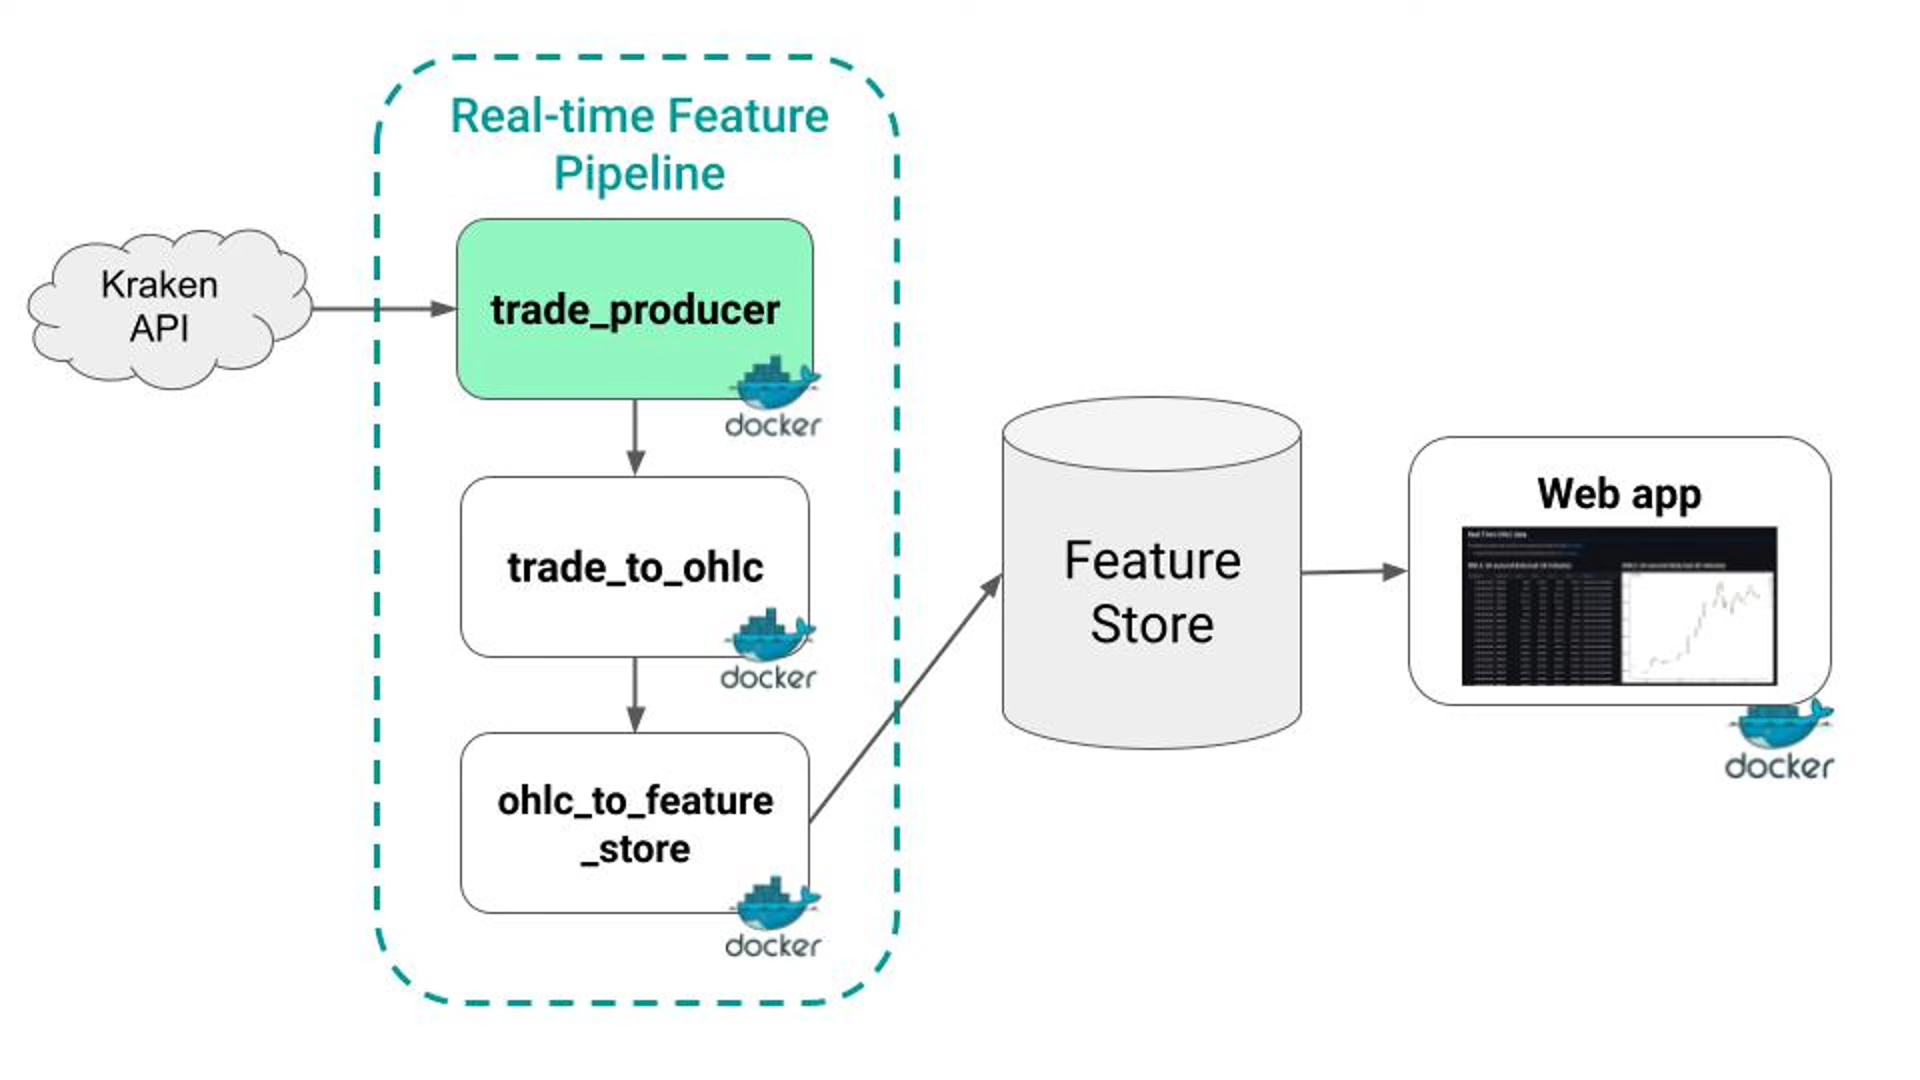 Real-time Feature
Pipeline
Kraken
API
trade_producer
docker
trade_to_ohlc
docker
ohlc_to_feature
_store
docker
Feature
Store
Web app
docker